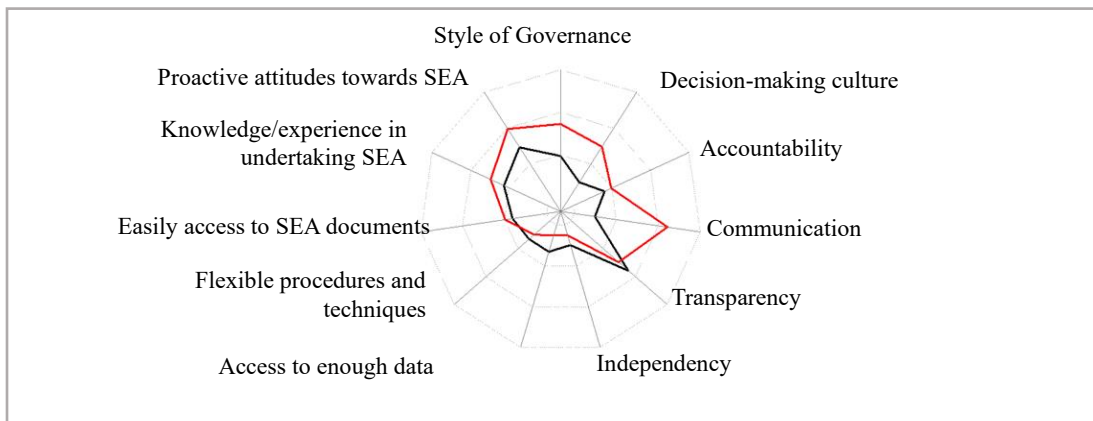 Style of Governance
Proactive attitudes towards SEA
Decision-making culture
Knowledge/experience in
undertaking SEA
Accountability
Easily access to SEA documents
Communication
Flexible procedures and
techniques
Transparency
Access to enough data
Independency